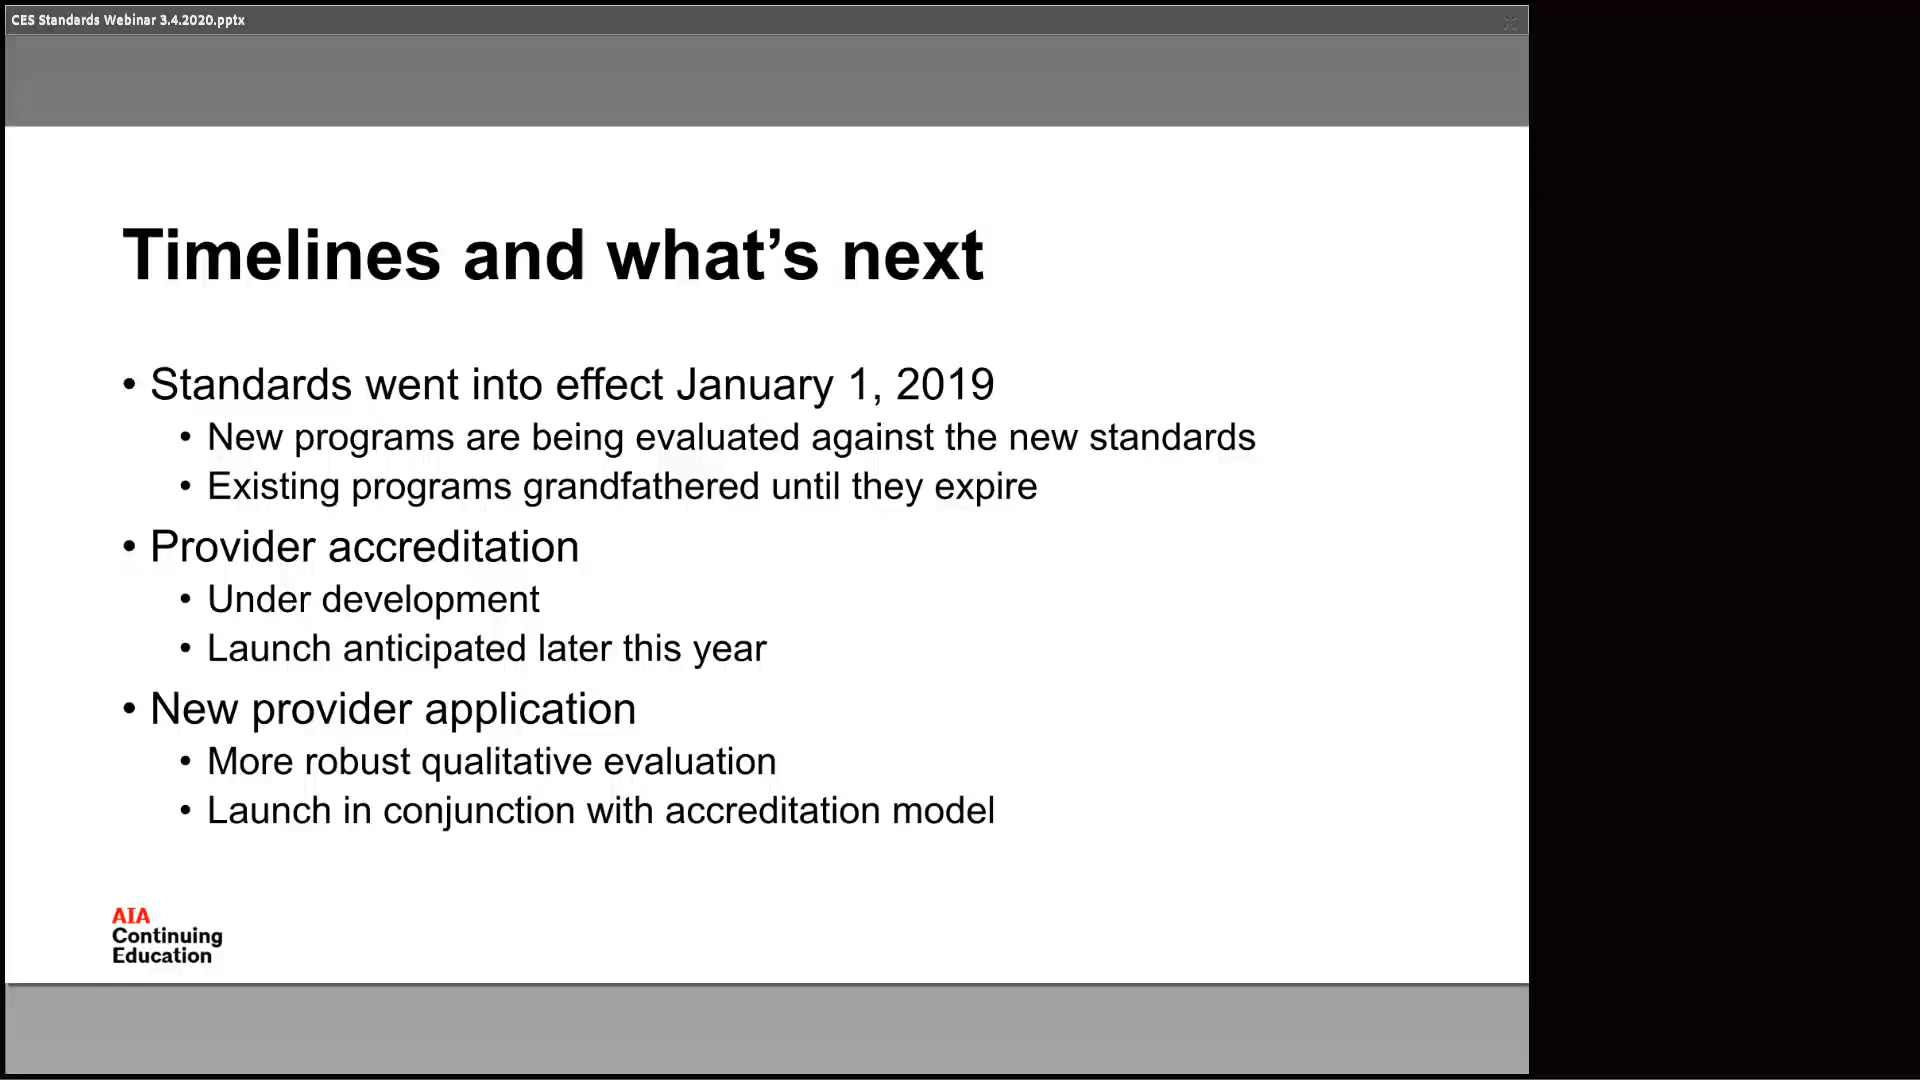 CES Standards Webinar 3.4.2020.pptx
Timelines and what’s next
• Standards went into effect January 1, 2019
• New programs are being evaluated against the new standards
• Existing programs grandfathered until they expire
• Provider accreditation
• Under development
• Launch anticipated later this year
• New provider application
• More robust qualitative evaluation
• Launch in conjunction with accreditation model
AIA
Continuing
Education